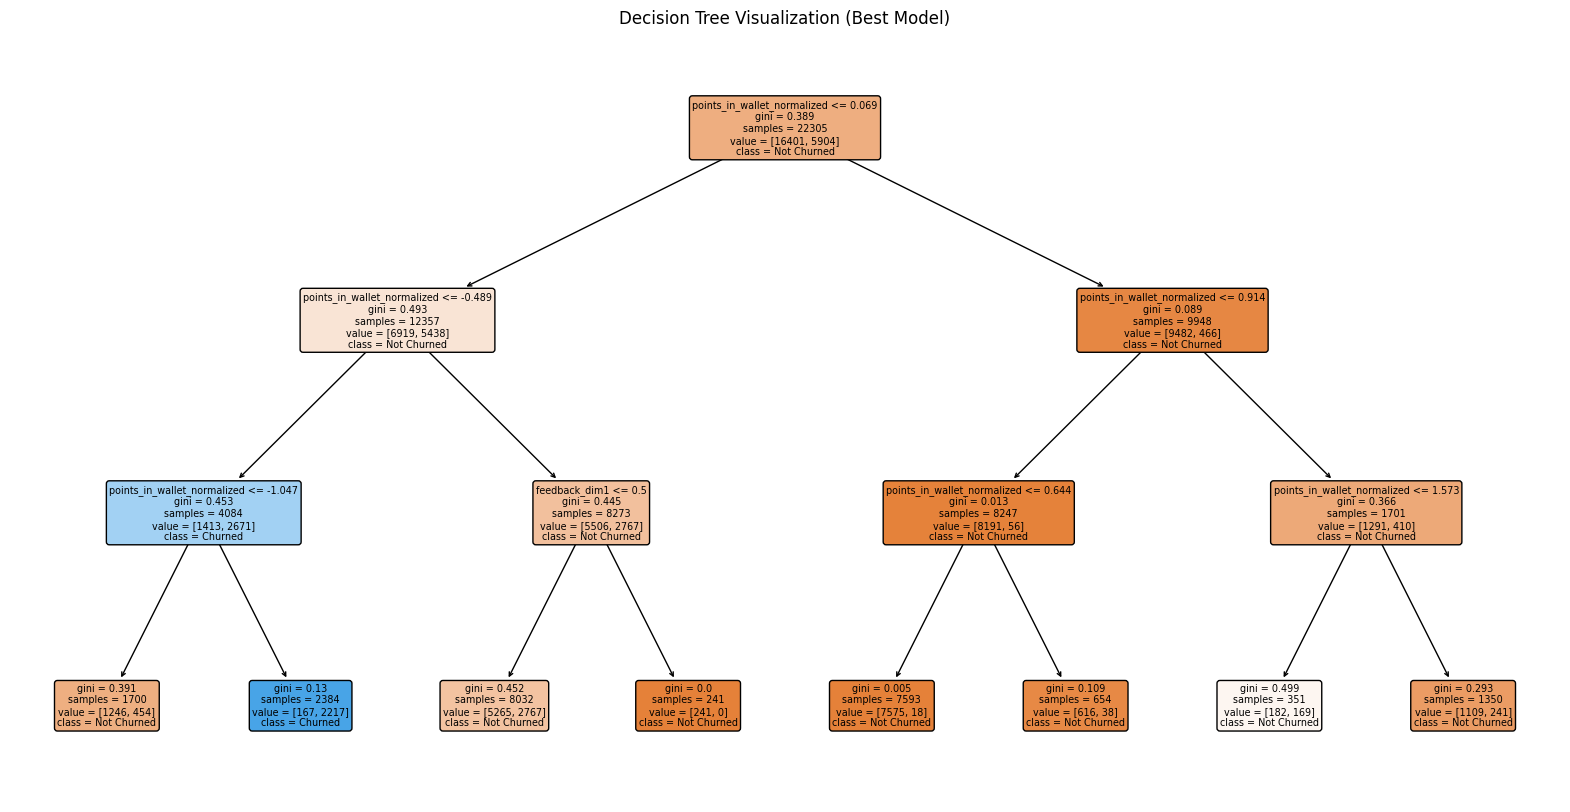 Decision Tree Visualization (Best Model)
points_in_wallet_normalized <= 0.069
gini = 0.389
samples = 22305
value = [16401, 5904]
class = Not Churned
points_in_wallet_normalized <= -0.489
gini = 0.493
samples = 12357
value = [6919, 5438]
class = Not Churned
points_in_wallet_normalized <= 0.914
gini = 0.089
samples = 9948
value = [9482, 466]
class = Not Churned
points_in_wallet_normalized <= -1.047
gini = 0.453
samples = 4084
value = [1413, 2671]
class = Churned
feedback_dim1 <= 0.5
gini = 0.445
samples = 8273
value = [5506, 2767]
class = Not Churned
points_in_wallet_normalized <= 0.644
gini = 0.013
samples = 8247
value = [8191, 56]
class = Not Churned
points_in_wallet_normalized <= 1.573
gini = 0.366
samples = 1701
value = [1291, 410]
class = Not Churned
gini = 0.391
samples = 1700
value = [1246, 454]
class = Not Churned
gini = 0.13
samples = 2384
value = [167, 2217]
class = Churned
gini = 0.452
samples = 8032
value = [5265, 2767]
class = Not Churned
gini = 0.0
samples = 241
value = [241, 0]
class = Not Churned
gini = 0.005
samples = 7593
value = [7575, 18]
class = Not Churned
gini = 0.109
samples = 654
value = [616, 38]
class = Not Churned
gini = 0.499
samples = 351
value = [182, 169]
class = Not Churned
gini = 0.293
samples = 1350
value = [1109, 241]
class = Not Churned